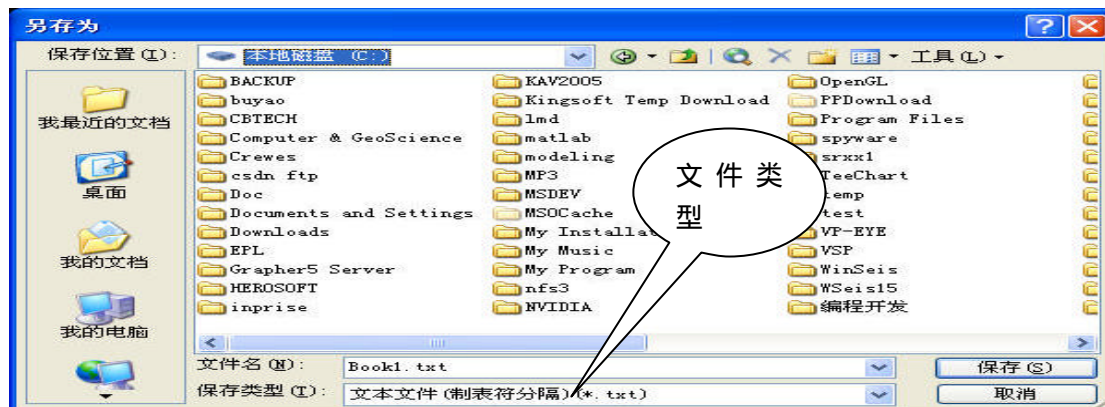 另存为
保存位置(I):
本地磁盘 (C:)
工具(L)
我最近的文档
桌面
我的文档
我的电脑
BACKUP
buyao
CBTECH
Computer & GeoScience
Crewes
csdn ftp
Doc
Documents and Settings
Downloads
EPL
Grapher5 Server
HEROSOFT
inprise
KAV2005
Kingsoft Temp Download
lmd
matlab
modeling
MP3
MSDEV
MSOCache
My Installat
My Music
My Program
nfs3
NVIDIA
OpenGL
PPDownload
Program Files
spyware
srxx1
TeeChart
temp
test
VP-EYE
VSP
WinSeis
WSeis15
编程开发
文件类
型
文件名(N):
Book1.txt
保存(S)
保存类型(T):
文本文件(制表符分隔)(*.txt)
取消